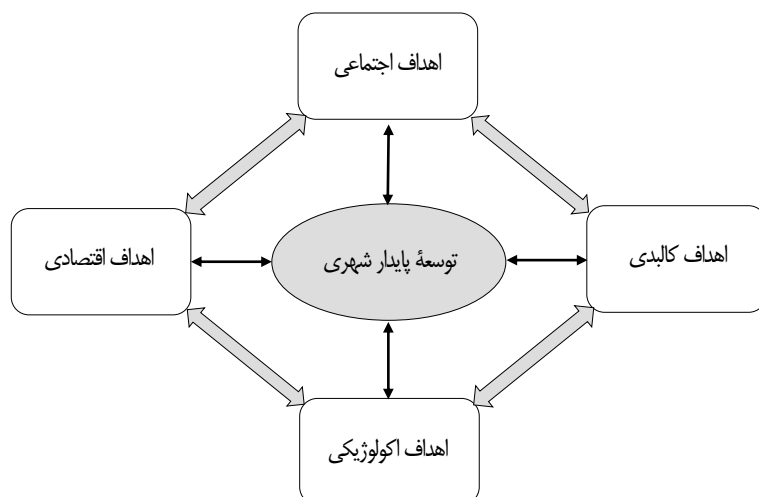 اهداف اجتماعی
اهداف کالبدی
توسعهٔ پایدار شهری
اهداف اقتصادی
اهداف اکولوژیکی